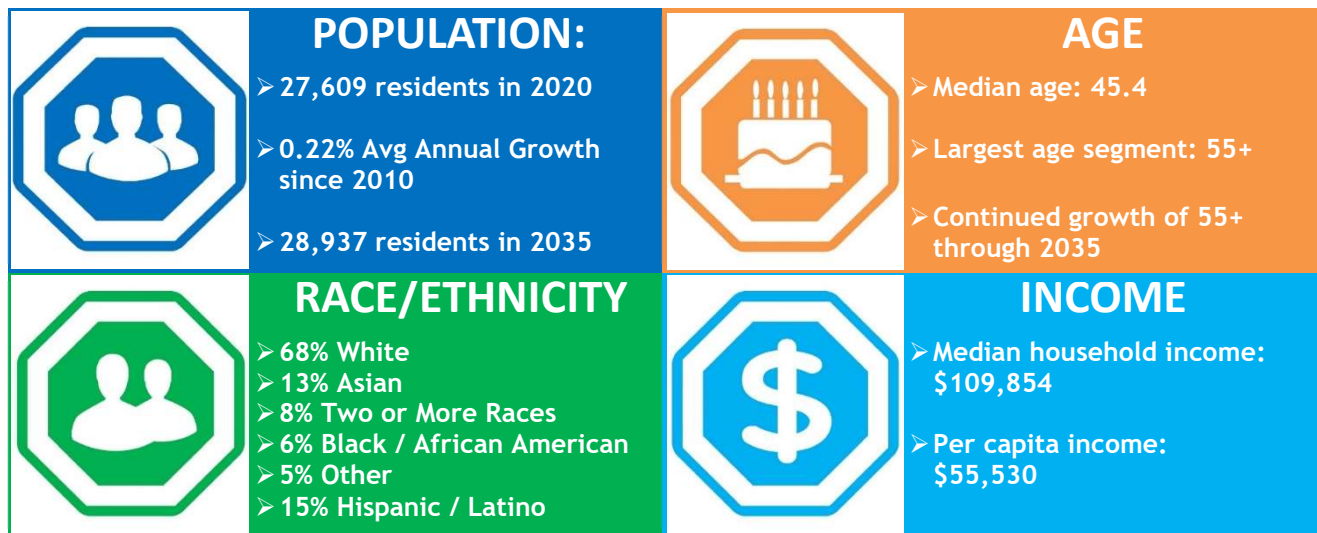 POPULATION:
➢ 27,609 residents in 2020
➢ 0.22% Avg Annual Growth
since 2010
➢ 28,937 residents in 2035
AGE
➢ Median age: 45.4
➢ Largest age segment: 55+
➢ Continued growth of 55+
through 2035
RACE/ETHNICITY
➢ 68% White
➢ 13% Asian
➢ 8% Two or More Races
➢ 6% Black / African American
➢ 5% Other
➢ 15% Hispanic / Latino
$
INCOME
➢ Median household income:
$109,854
➢ Per capita income:
$55,530